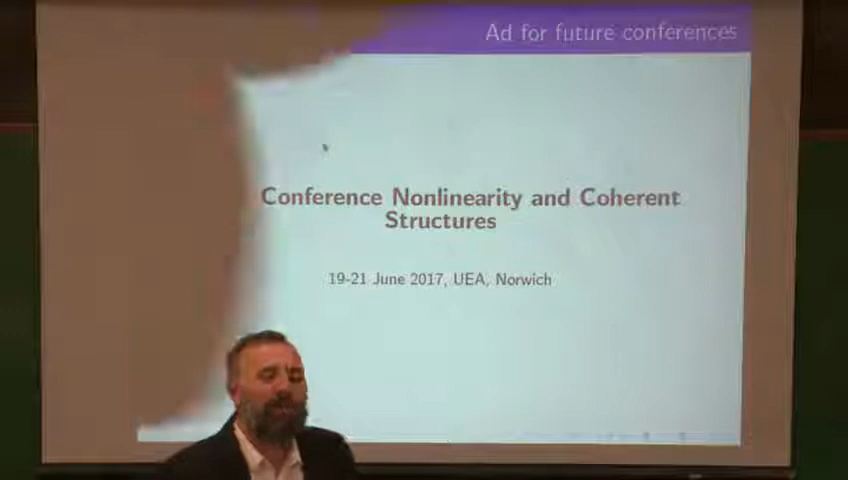 Ad for future conferences
Conference Nonlinearity and Coherent
Structures
19-21 June 2017, UEA, Norwich